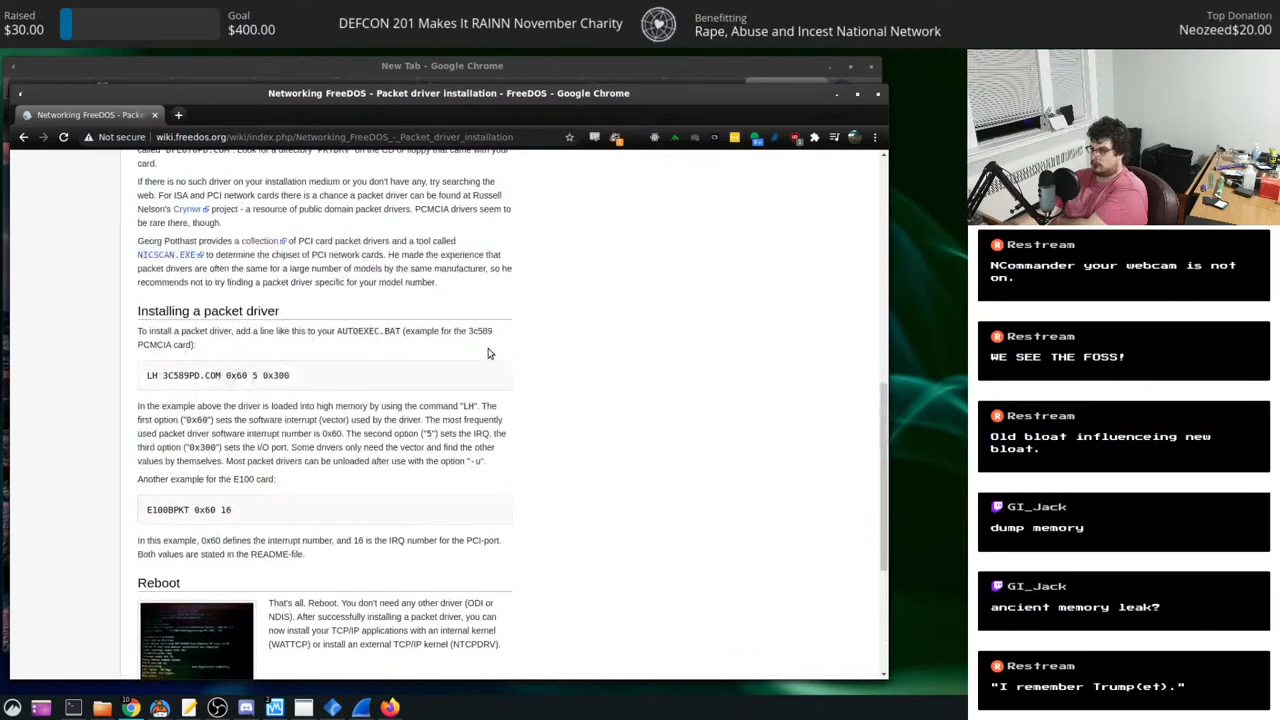 Raised
$30.00
Goal
$400.00
DEFCON 201 Makes It RAINN November Charity
Benefitting
Rape, Abuse and Incest National Network
Top Donation
Neozeed$20.00
New Tab - Google Chrome
Networking FreeDOS - Packet driver installation - FreeDOS - Google Chrome
Networking FreeDOS - Packe
Not secure | wiki.freedos.org/wiki/index.php/Networking_FreeDOS_-_Packet_driver_installation
card.
If there is no such driver on your installation medium or you don't have any, try searching the
web. For ISA and PCI network cards there is a chance a packet driver can be found at Russell
Nelson's Crynwr project - a resource of public domain packet drivers. PCMCIA drivers seem to
be rare there, though.
Georg Potthast provides a collection of PCI card packet drivers and a tool called
NICSCAN.EXE to determine the chipset of PCI network cards. He made the experience that
packet drivers are often the same for a large number of models by the same manufacturer, so he
recommends not to try finding a packet driver specific for your model number.
Installing a packet driver
To install a packet driver, add a line like this to your AUTOEXEC.BAT (example for the 3c589
PCMCIA card):
LH 3C589PD.COM 0x60 5 0x300
In the example above the driver is loaded into high memory by using the command "LH". The
first option ("0x60") sets the software interrupt (vector) used by the driver. The most frequently
used packet driver software interrupt number is 0x60. The second option ("5") sets the IRQ, the
third option ("0x300") sets the I/O port. Some drivers only need the vector and find the other
values by themselves. Most packet drivers can be unloaded after use with the option "-u".
Another example for the E100 card:
E100BPKT 0x60 16
In this example, 0x60 defines the interrupt number, and 16 is the IRQ number for the PCI-port.
Both values are stated in the README-file.
Reboot
That's all. Reboot. You don't need any other driver (ODI or
NDIS). After successfully installing a packet driver, you can
now install your TCP/IP applications with an internal kernel
(WATTCP) or install an external TCP/IP kernel (NTCPDRV).
Restream
NCommander your webcam is not
on.
Restream
WE SEE THE FOSS!
Restream
Old bloat influenceing new
bloat.
GI_Jack
dump memory
GI_Jack
ancient memory leak?
Restream
"I remember Trump(et)."